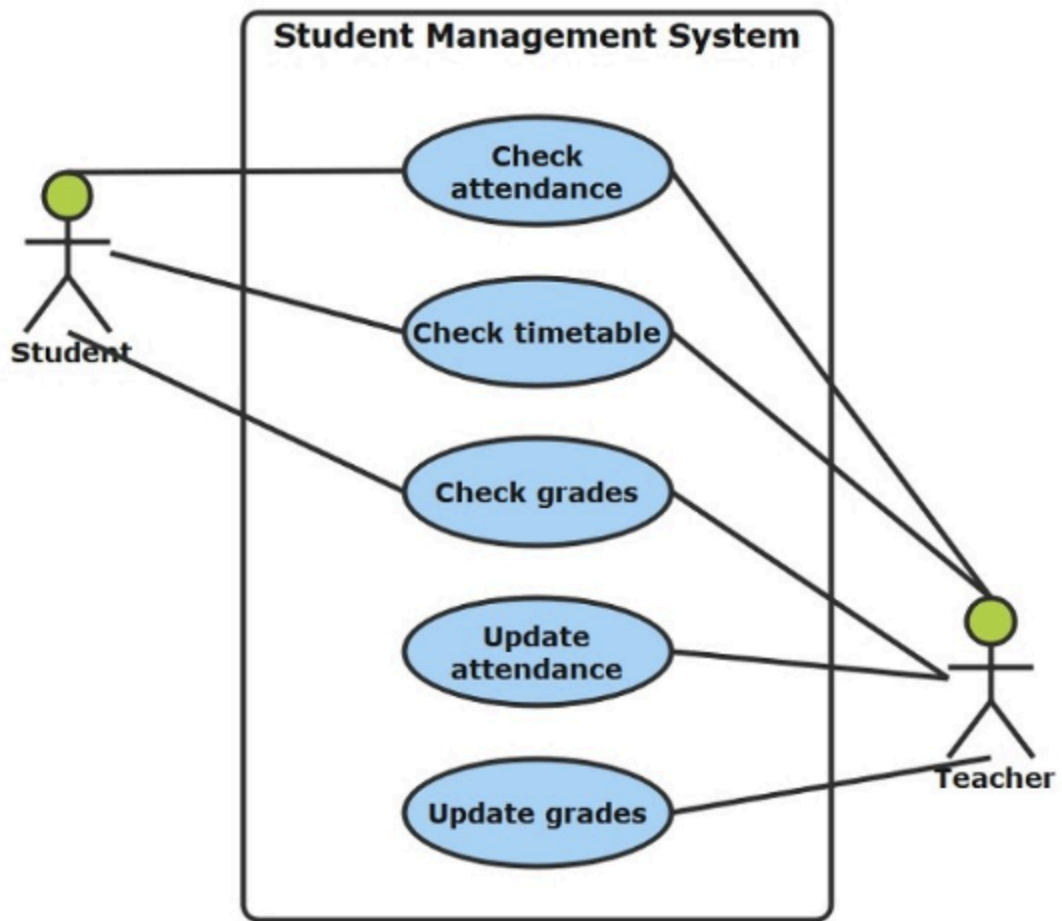 Student Management System
Check
attendance
Student
Check timetable
Check grades
Update
attendance
Teacher
Update grades